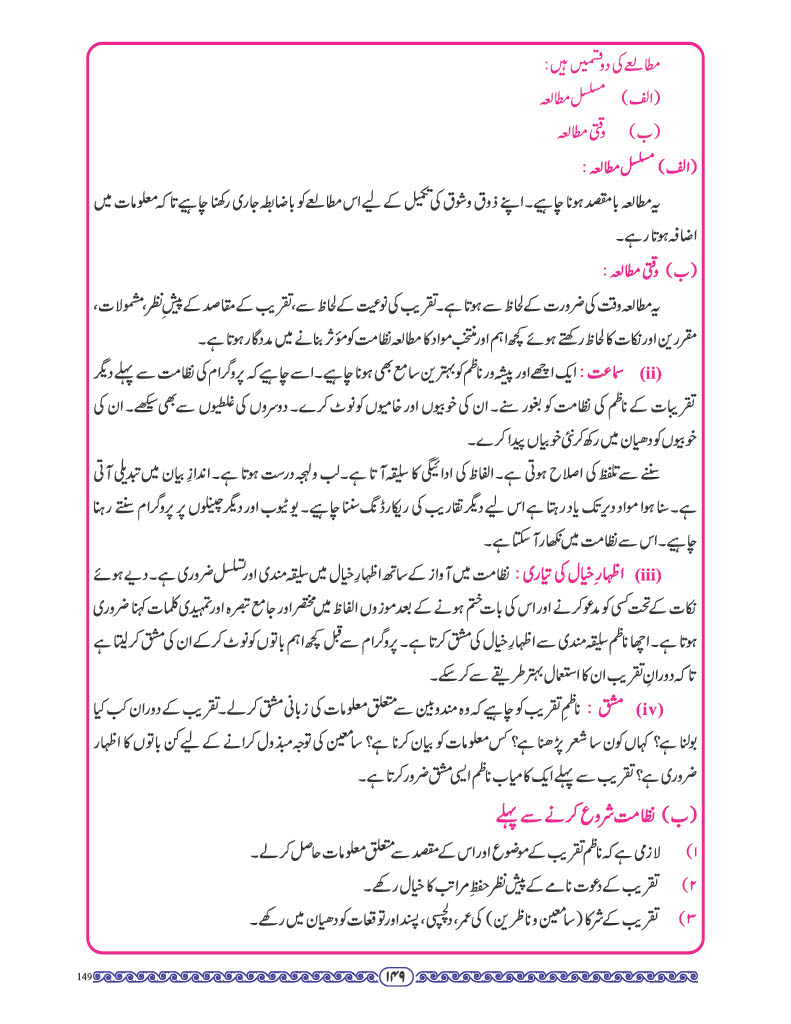 مطالعے کی دو قسمیں ہیں :
(الف) مسلسل مطالعہ
(ب) وقتی مطالعہ
(الف) مسلسل مطالعہ :
یہ مطالعہ بامقصد ہونا چاہیے۔ اپنے ذوق و شوق کی تکمیل کے لیے اس مطالعے کو باضابطہ جاری رکھنا چاہیے تاکہ معلومات میں
اضافہ ہوتا رہے۔
(ب) وقتی مطالعہ :
یہ مطالعہ وقت کی ضرورت کے لحاظ سے ہوتا ہے۔ تقریب کی نوعیت کے لحاظ سے، تقریب کے مقاصد کے پیشِ نظر، مشمولات،
مقررین اور نکات کا لحاظ رکھتے ہوئے کچھ اہم اور منتخب مواد کا مطالعہ نظامت کو مؤثر بنانے میں مددگار ہوتا ہے۔
(ii) سماعت : ایک اچھے اور پیشہ ور ناظم کو بہترین سامع بھی ہونا چاہیے۔ اسے چاہیے کہ پروگرام کی نظامت سے پہلے دیگر
تقریبات کے ناظم کی نظامت کو بغور سنے۔ ان کی خوبیوں اور خامیوں کو نوٹ کرے۔ دوسروں کی غلطیوں سے بھی سیکھے۔ ان کی
خوبیوں کو دھیان میں رکھ کر نئی خوبیاں پیدا کرے۔
سننے سے تلفظ کی اصلاح ہوتی ہے۔ الفاظ کی ادائیگی کا سلیقہ آتا ہے۔ لب و لہجہ درست ہوتا ہے۔ اندازِ بیان میں تبدیلی آتی
ہے۔ سنا ہوا مواد دیر تک یاد رہتا ہے اس لیے دیگر تقاریب کی ریکارڈنگ سننا چاہیے۔ یوٹیوب اور دیگر چینلوں پر پروگرام سنتے رہنا
چاہیے۔ اس سے نظامت میں نکھار آ سکتا ہے۔
(iii) اظہارِ خیال کی تیاری : نظامت میں آواز کے ساتھ اظہارِ خیال میں سلیقہ مندی اور تسلسل ضروری ہے۔ دیے ہوئے
نکات کے تحت کسی کو مدعو کرنے اور اس کی بات ختم ہونے کے بعد موزوں الفاظ میں مختصر اور جامع تبصرہ اور تمہیدی کلمات کہنا ضروری
ہوتا ہے۔ اچھا ناظم سلیقہ مندی سے اظہارِ خیال کی مشق کرتا ہے۔ پروگرام سے قبل کچھ اہم باتوں کو نوٹ کر کے ان کی مشق کر لیتا ہے
تاکہ دورانِ تقریب ان کا استعمال بہتر طریقے سے کر سکے۔
(iv) مشق : ناظمِ تقریب کو چاہیے کہ وہ مندوبین سے متعلق معلومات کی زبانی مشق کر لے۔ تقریب کے دوران کب کیا
بولنا ہے؟ کہاں کون سا شعر پڑھنا ہے؟ کس معلومات کو بیان کرنا ہے؟ سامعین کی توجہ مبذول کرانے کے لیے کن باتوں کا اظہار
ضروری ہے؟ تقریب سے پہلے ایک کامیاب ناظم ایسی مشق ضرور کرتا ہے۔
(ب) نظامت شروع کرنے سے پہلے
۱) لازمی ہے کہ ناظم تقریب کے موضوع اور اس کے مقصد سے متعلق معلومات حاصل کر لے۔
۲) تقریب کے دعوت نامے کے پیش نظر حفظِ مراتب کا خیال رکھے۔
۳) تقریب کے شرکا (سامعین و ناظرین) کی عمر، دلچسپی، پسند اور توقعات کو دھیان میں رکھے۔
۱۴۹
149